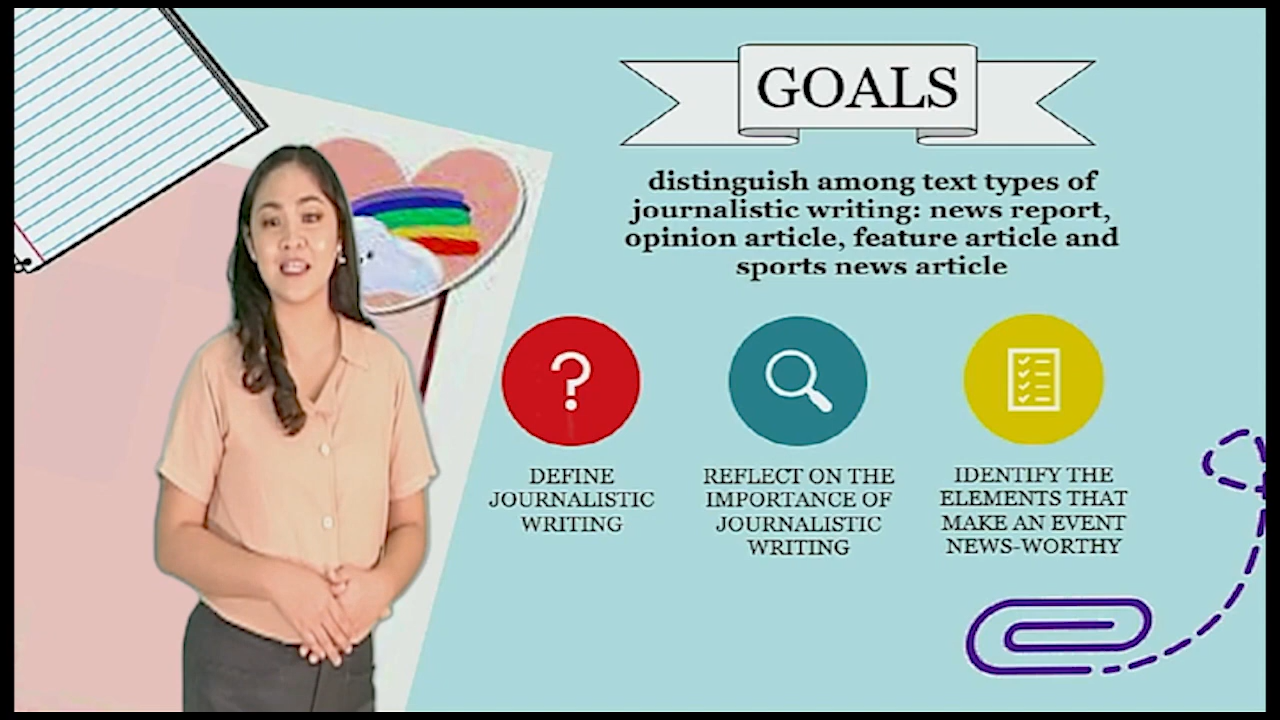 GOALS
distinguish among text types of
journalistic writing: news report,
opinion article, feature article and
sports news article
DEFINE
JOURNALISTIC
WRITING
REFLECT ON THE
IMPORTANCE OF
JOURNALISTIC
WRITING
IDENTIFY THE
ELEMENTS THAT
MAKE AN EVENT
NEWS-WORTHY